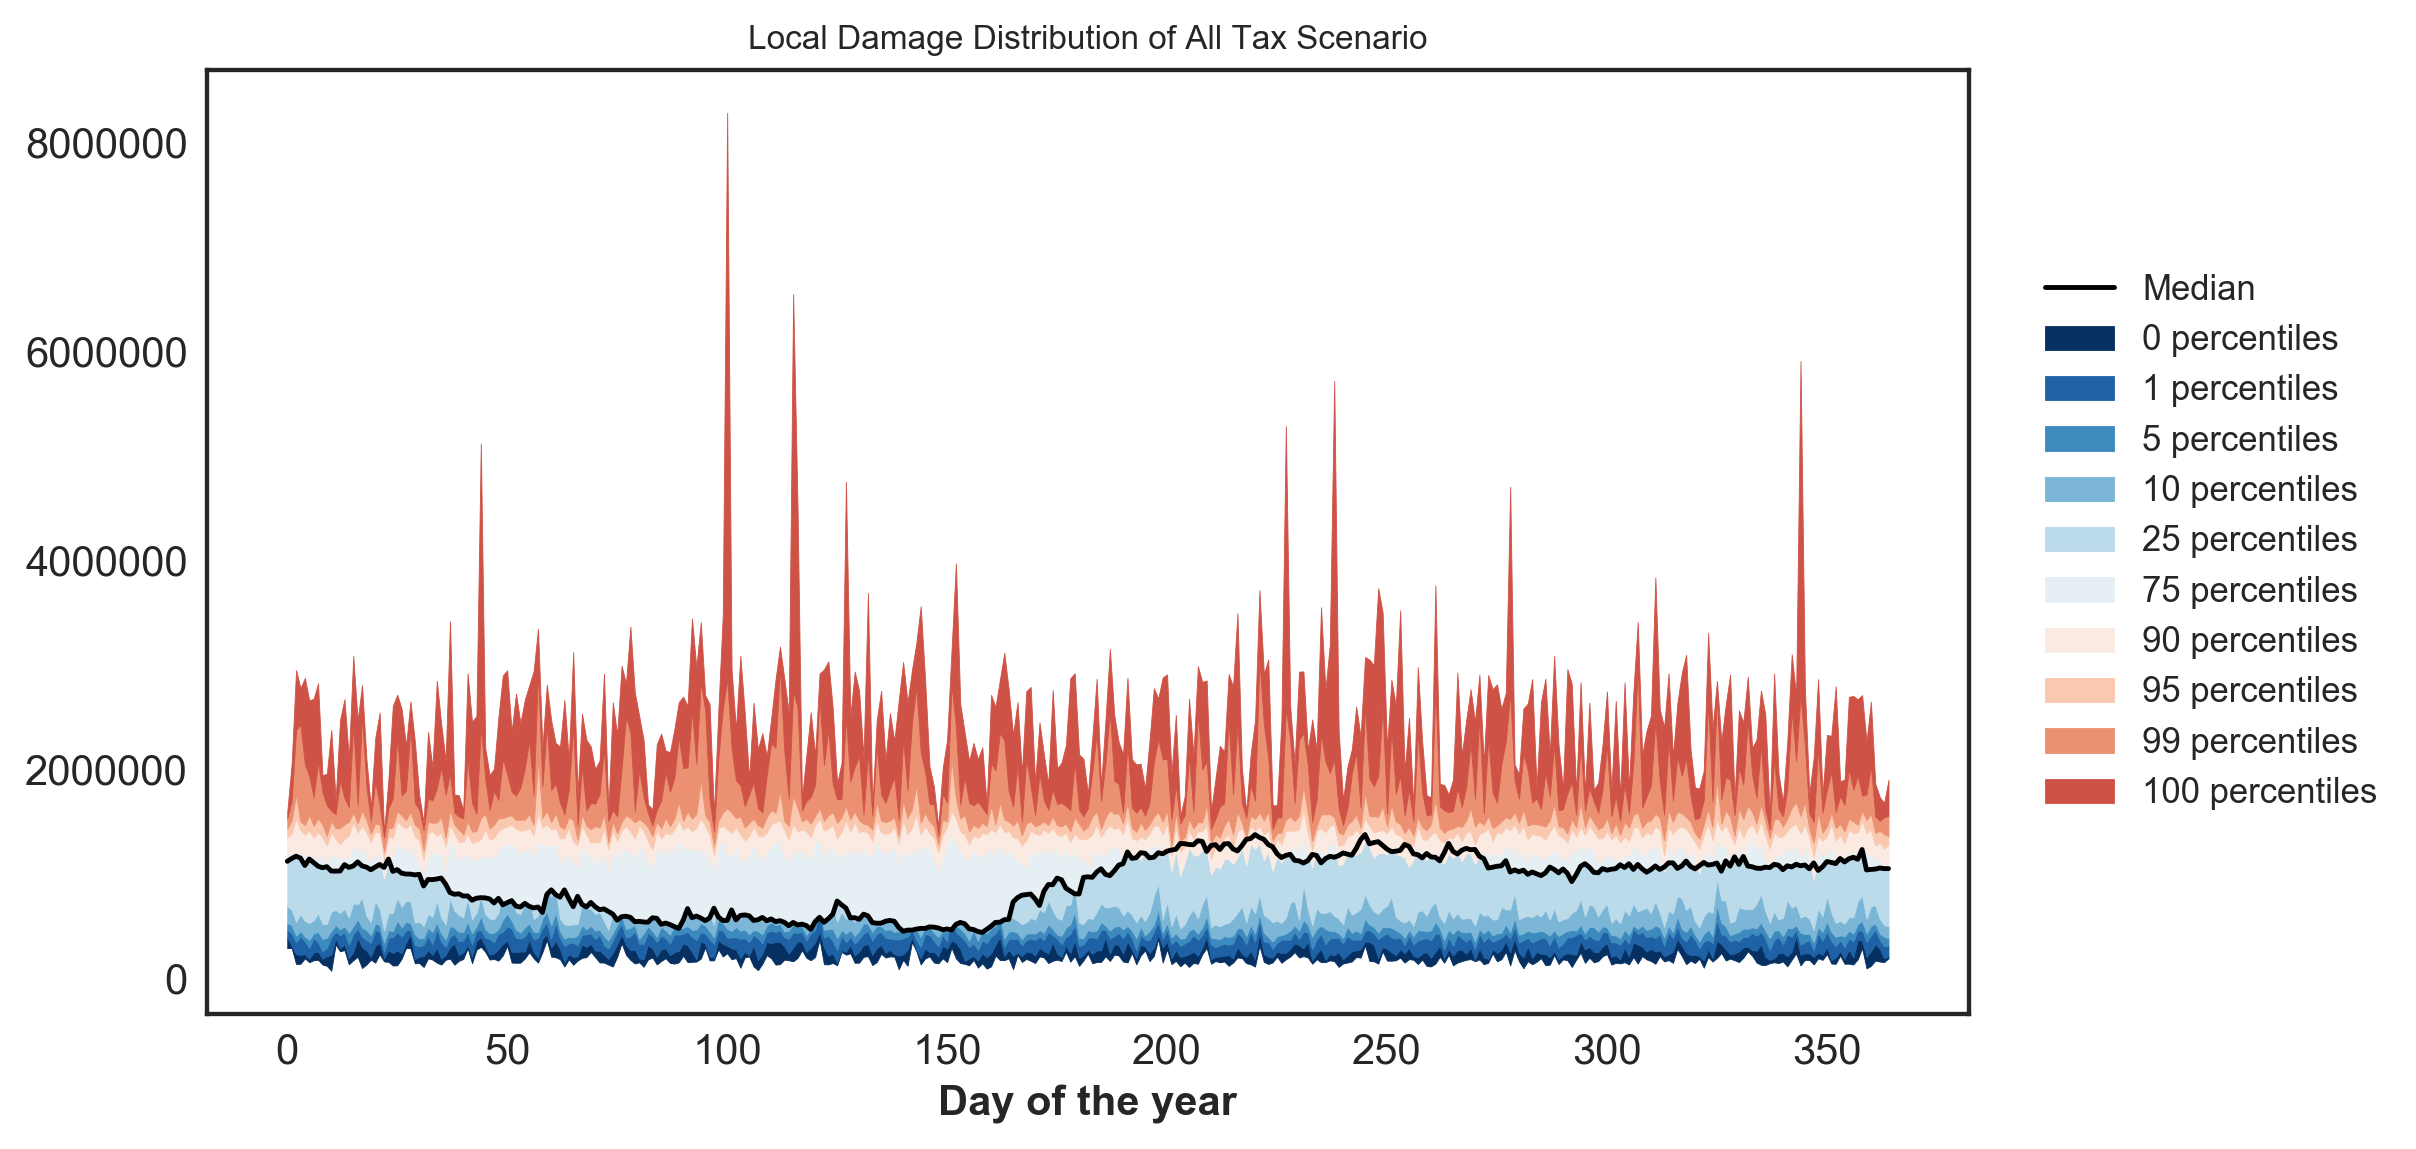 Local Damage Distribution of All Tax Scenario
8000000
6000000
4000000
2000000
0
0 50 100 150 200 250 300 350
Day of the year
Median
0 percentiles
1 percentiles
5 percentiles
10 percentiles
25 percentiles
75 percentiles
90 percentiles
95 percentiles
99 percentiles
100 percentiles